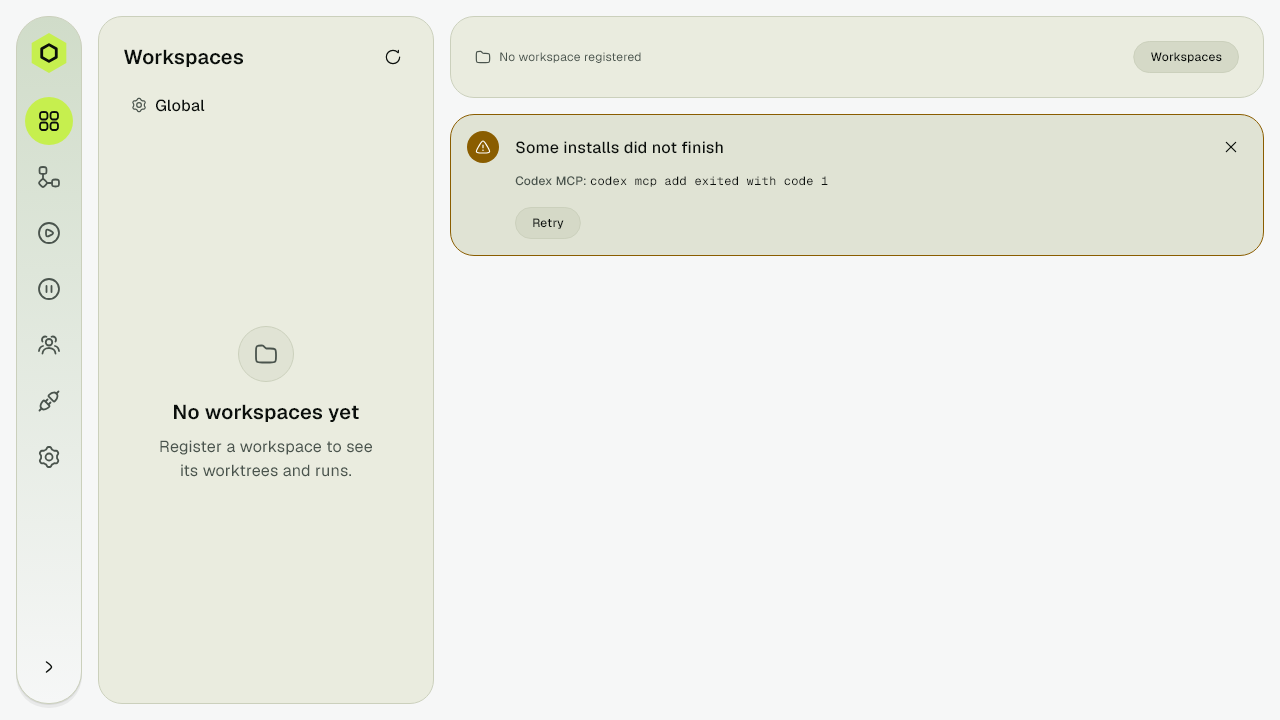 Workspaces
Global
No workspaces yet
Register a workspace to see
its worktrees and runs.
No workspace registered
Workspaces
Some installs did not finish
Codex MCP: codex mcp add exited with code 1
Retry